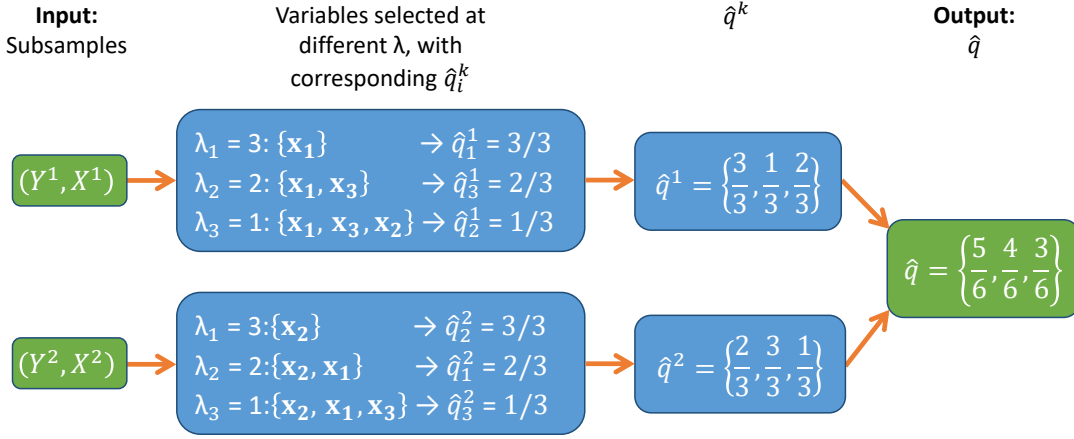 Input:
Subsamples
Variables selected at
different λ, with
corresponding q̂ᵢᵏ
q̂ᵏ
Output:
q̂
(Y¹, X¹)
λ₁ = 3: {x₁} → q̂₁¹ = 3/3
λ₂ = 2: {x₁, x₃} → q̂₃¹ = 2/3
λ₃ = 1: {x₁, x₃, x₂} → q̂₂¹ = 1/3
q̂¹ = {3/3, 1/3, 2/3}
q̂ = {5/6, 4/6, 3/6}
(Y², X²)
λ₁ = 3:{x₂} → q̂₂² = 3/3
λ₂ = 2:{x₂, x₁} → q̂₁² = 2/3
λ₃ = 1:{x₂, x₁, x₃} → q̂₃² = 1/3
q̂² = {2/3, 3/3, 1/3}